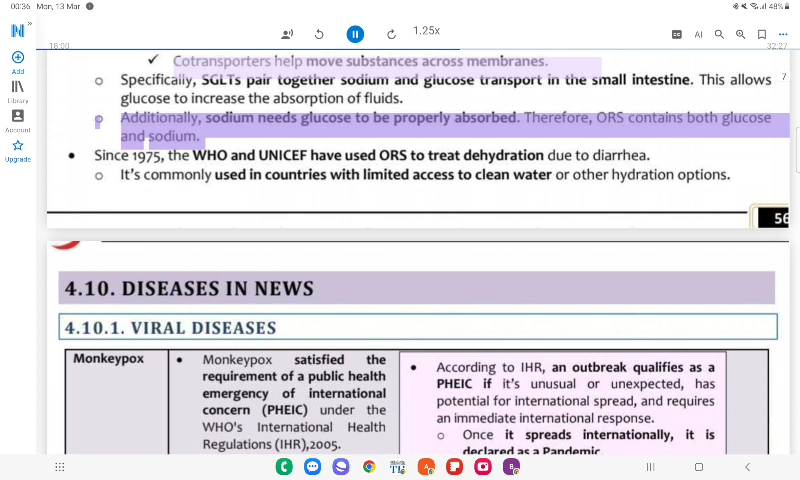 00:36 Mon, 13 Mar
48%
1.25x
AI
18:00
32:27
Add
Library
Account
Upgrade
✓ Cotransporters help move substances across membranes.
o Specifically, SGLTs pair together sodium and glucose transport in the small intestine. This allows
glucose to increase the absorption of fluids.
7
o Additionally, sodium needs glucose to be properly absorbed. Therefore, ORS contains both glucose
and sodium.
• Since 1975, the WHO and UNICEF have used ORS to treat dehydration due to diarrhea.
o It's commonly used in countries with limited access to clean water or other hydration options.
56
4.10. DISEASES IN NEWS
4.10.1. VIRAL DISEASES
Monkeypox
• Monkeypox satisfied the
requirement of a public health
emergency of international
concern (PHEIC) under the
WHO's International Health
Regulations (IHR),2005.
• According to IHR, an outbreak qualifies as a
PHEIC if it's unusual or unexpected, has
potential for international spread, and requires
an immediate international response.
o Once it spreads internationally, it is
declared as a Pandemic.